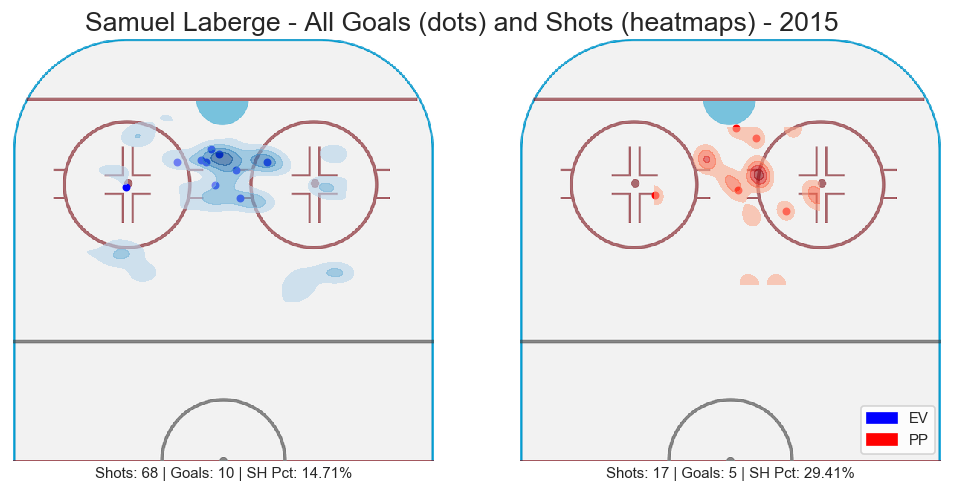 Samuel Laberge - All Goals (dots) and Shots (heatmaps) - 2015
EV
PP
Shots: 68 | Goals: 10 | SH Pct: 14.71%
Shots: 17 | Goals: 5 | SH Pct: 29.41%